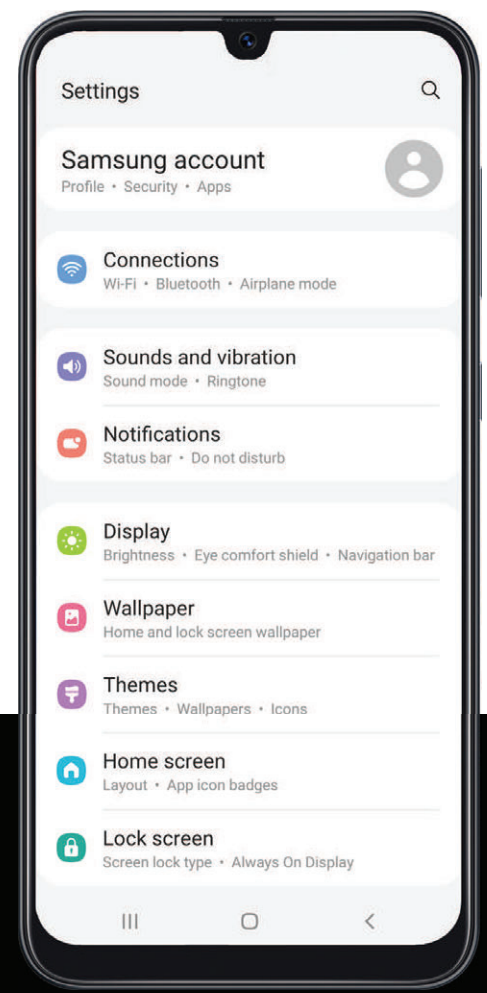 Settings
Samsung account
Profile • Security • Apps
Connections
Wi-Fi • Bluetooth • Airplane mode
Sounds and vibration
Sound mode • Ringtone
Notifications
Status bar • Do not disturb
Display
Brightness • Eye comfort shield • Navigation bar
Wallpaper
Home and lock screen wallpaper
Themes
Themes • Wallpapers • Icons
Home screen
Layout • App icon badges
Lock screen
Screen lock type • Always On Display